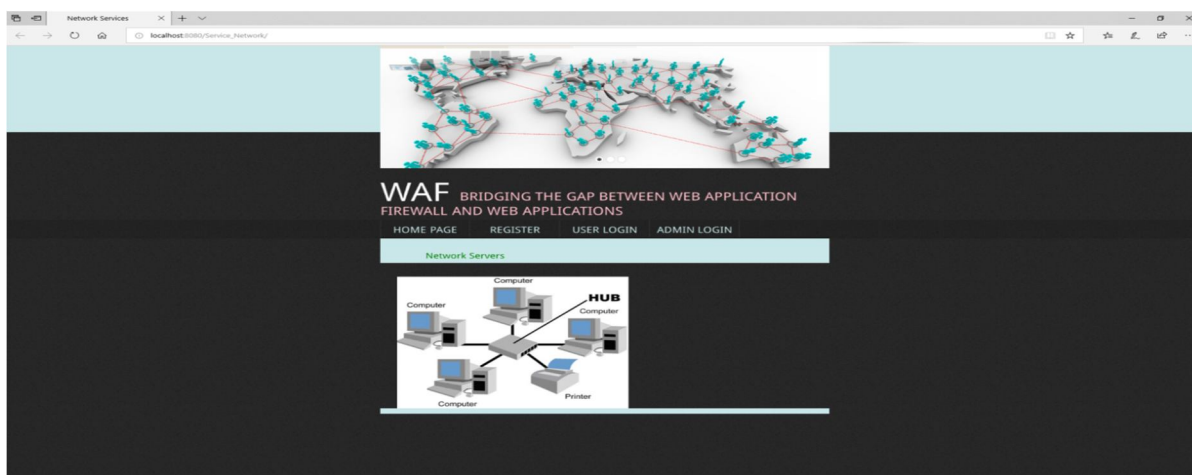 Network Services
localhost:8080/Service_Network/
WAF BRIDGING THE GAP BETWEEN WEB APPLICATION
FIREWALL AND WEB APPLICATIONS
HOME PAGE REGISTER USER LOGIN ADMIN LOGIN
Network Servers
Computer
HUB
Computer
Computer
Computer
Printer